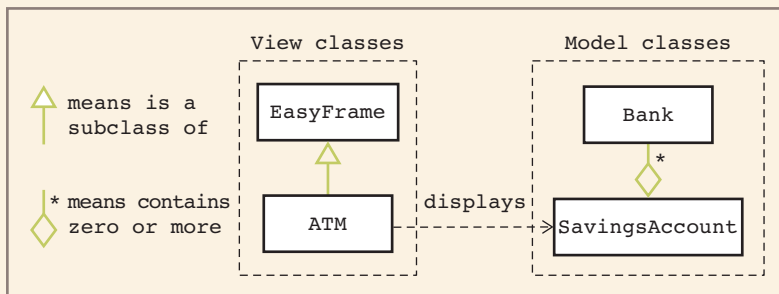 View classes
Model classes
means is a
subclass of
EasyFrame
Bank
*
* means contains
zero or more
ATM
displays
SavingsAccount